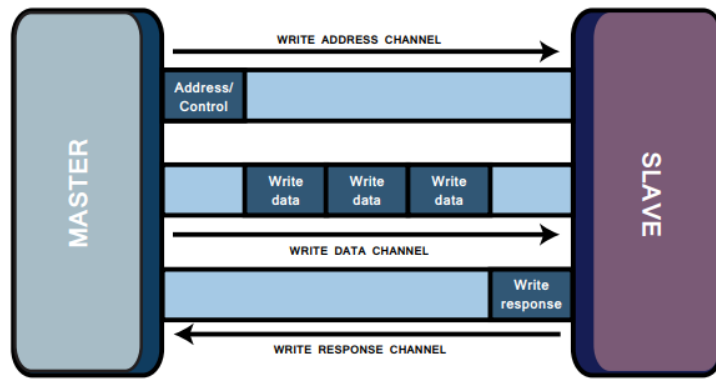 WRITE ADDRESS CHANNEL
Address/
Control
MASTER
SLAVE
Write
data
Write
data
Write
data
WRITE DATA CHANNEL
Write
response
WRITE RESPONSE CHANNEL